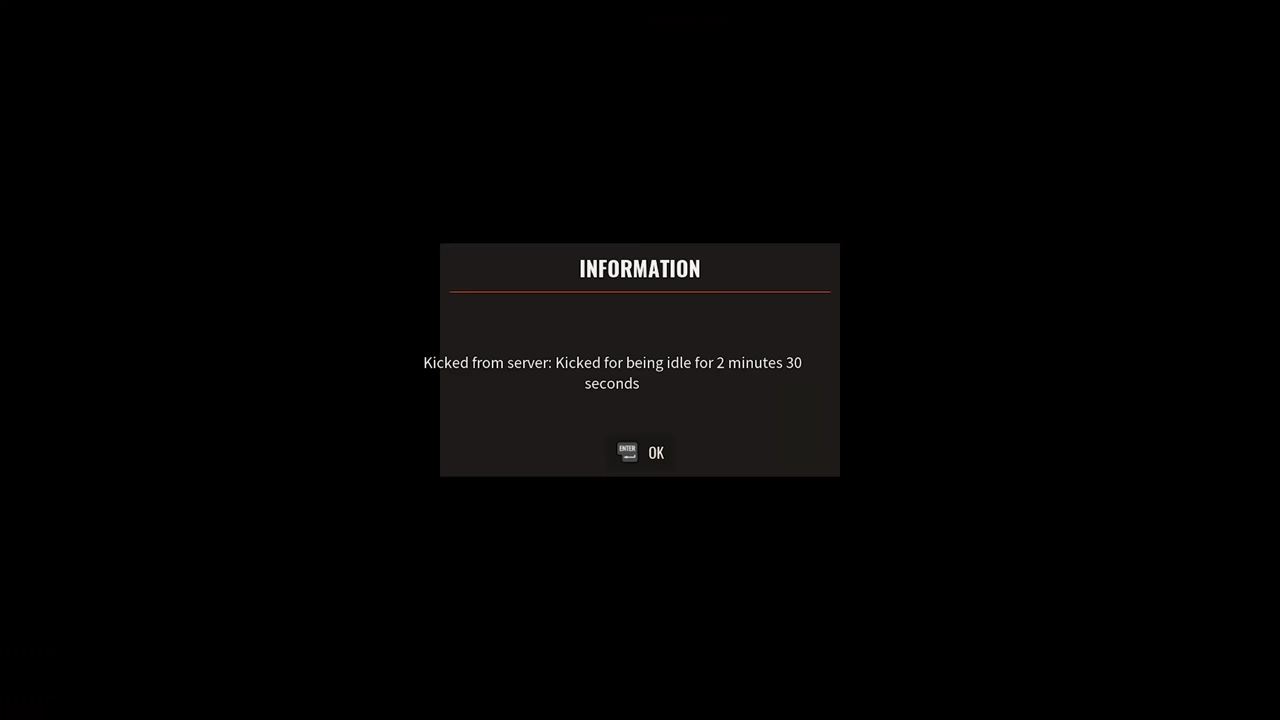 INFORMATION
Kicked from server: Kicked for being idle for 2 minutes 30
seconds
ENTER
OK